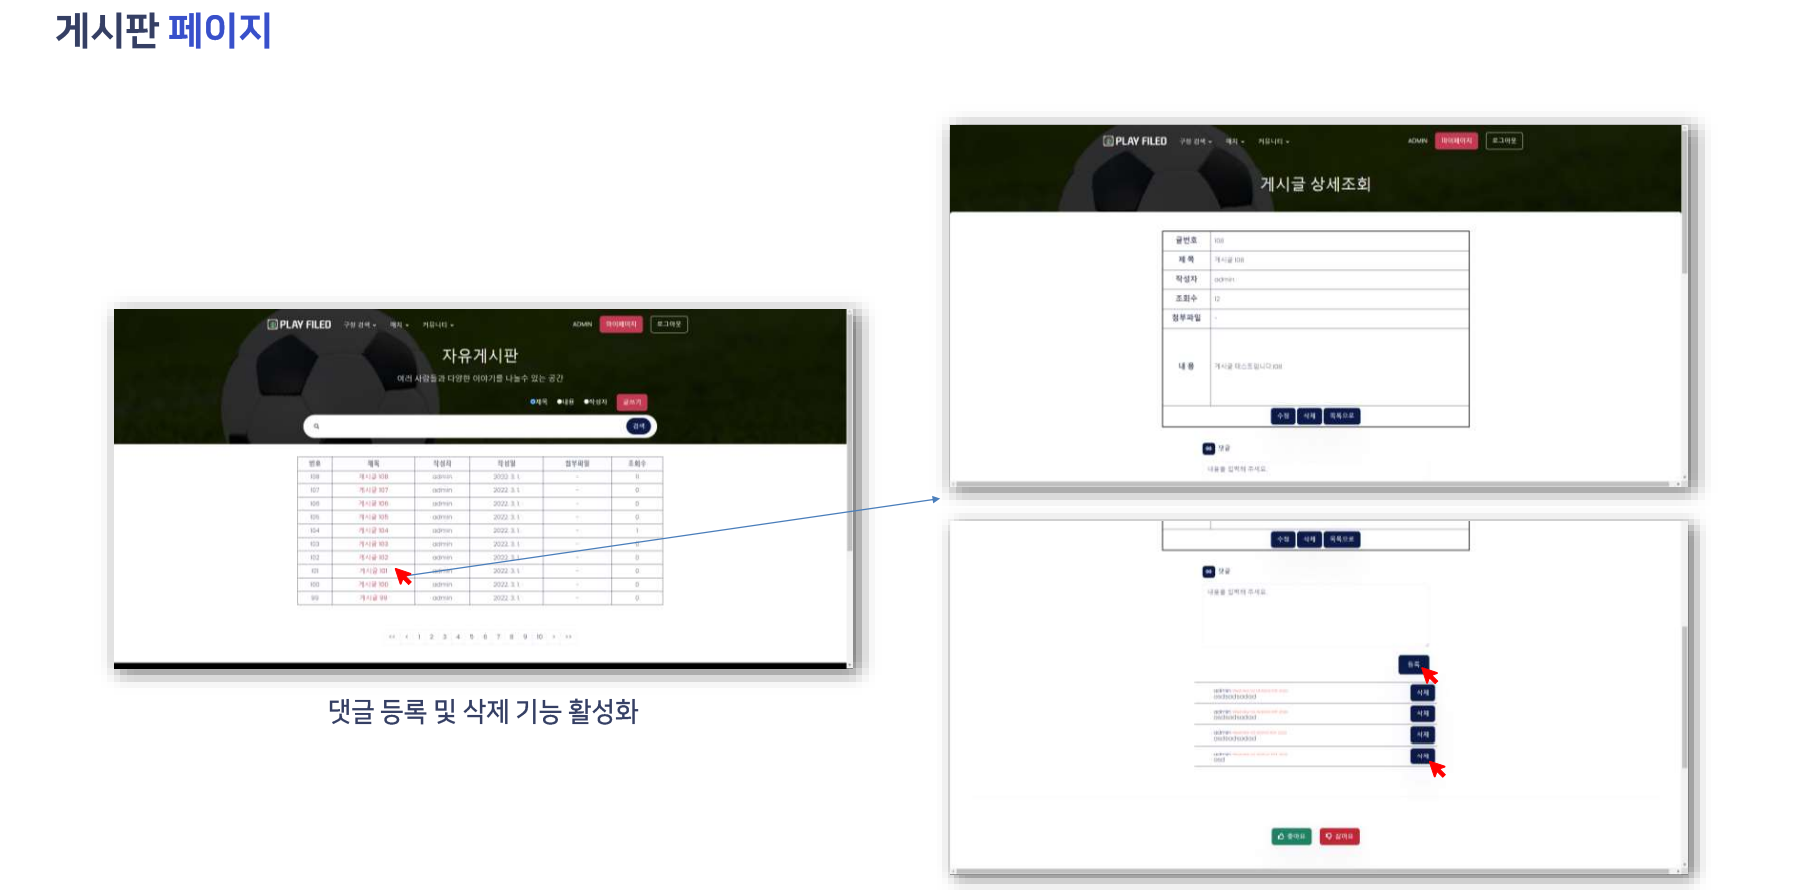 게시판 페이지
PLAY FILED 구장 검색 매치 커뮤니티 ADMIN 마이페이지 로그아웃
자유게시판
여러 사람들과 다양한 이야기를 나눌수 있는 공간
제목 내용 작성자 글쓰기
검색
번호 제목 작성자 작성일 첨부파일 조회수
108 게시글 108 admin 2022. 3. 1. -
107 게시글 107 admin 2022. 3. 1. - 0
106 게시글 106 admin 2022. 3. 1. - 0
105 게시글 105 admin 2022. 3. 1. - 0
104 게시글 104 admin 2022. 3. 1. - 1
103 게시글 103 admin 2022. 3. 1. - 0
102 게시글 102 admin 2022. 3. 1. - 0
101 게시글 101 admin 2022. 3. 1. - 0
100 게시글 100 admin 2022. 3. 1. - 0
99 게시글 99 admin 2022. 3. 1. - 0
<< < 1 2 3 4 5 6 7 8 9 10 > >>
댓글 등록 및 삭제 기능 활성화
PLAY FILED 구장 검색 매치 커뮤니티 ADMIN 마이페이지 로그아웃
게시글 상세조회
글번호 108
제 목 게시글 108
작성자 admin
조회수 12
첨부파일 -
내 용 게시글 테스트입니다.108
수정 삭제 목록으로
댓글
내용을 입력해 주세요.
수정 삭제 목록으로
댓글
내용을 입력해 주세요.
등록
admin
삭제
admin
삭제
admin
삭제
admin
asd
삭제
좋아요 싫어요